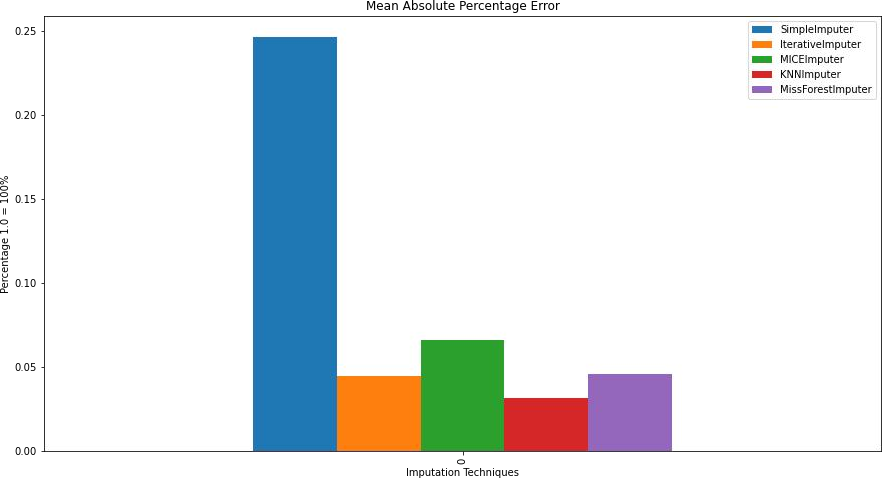 Mean Absolute Percentage Error
SimpleImputer
IterativeImputer
MICEImputer
KNNImputer
MissForestImputer
Percentage 1.0 = 100%
0.25
0.20
0.15
0.10
0.05
0.00
0
Imputation Techniques